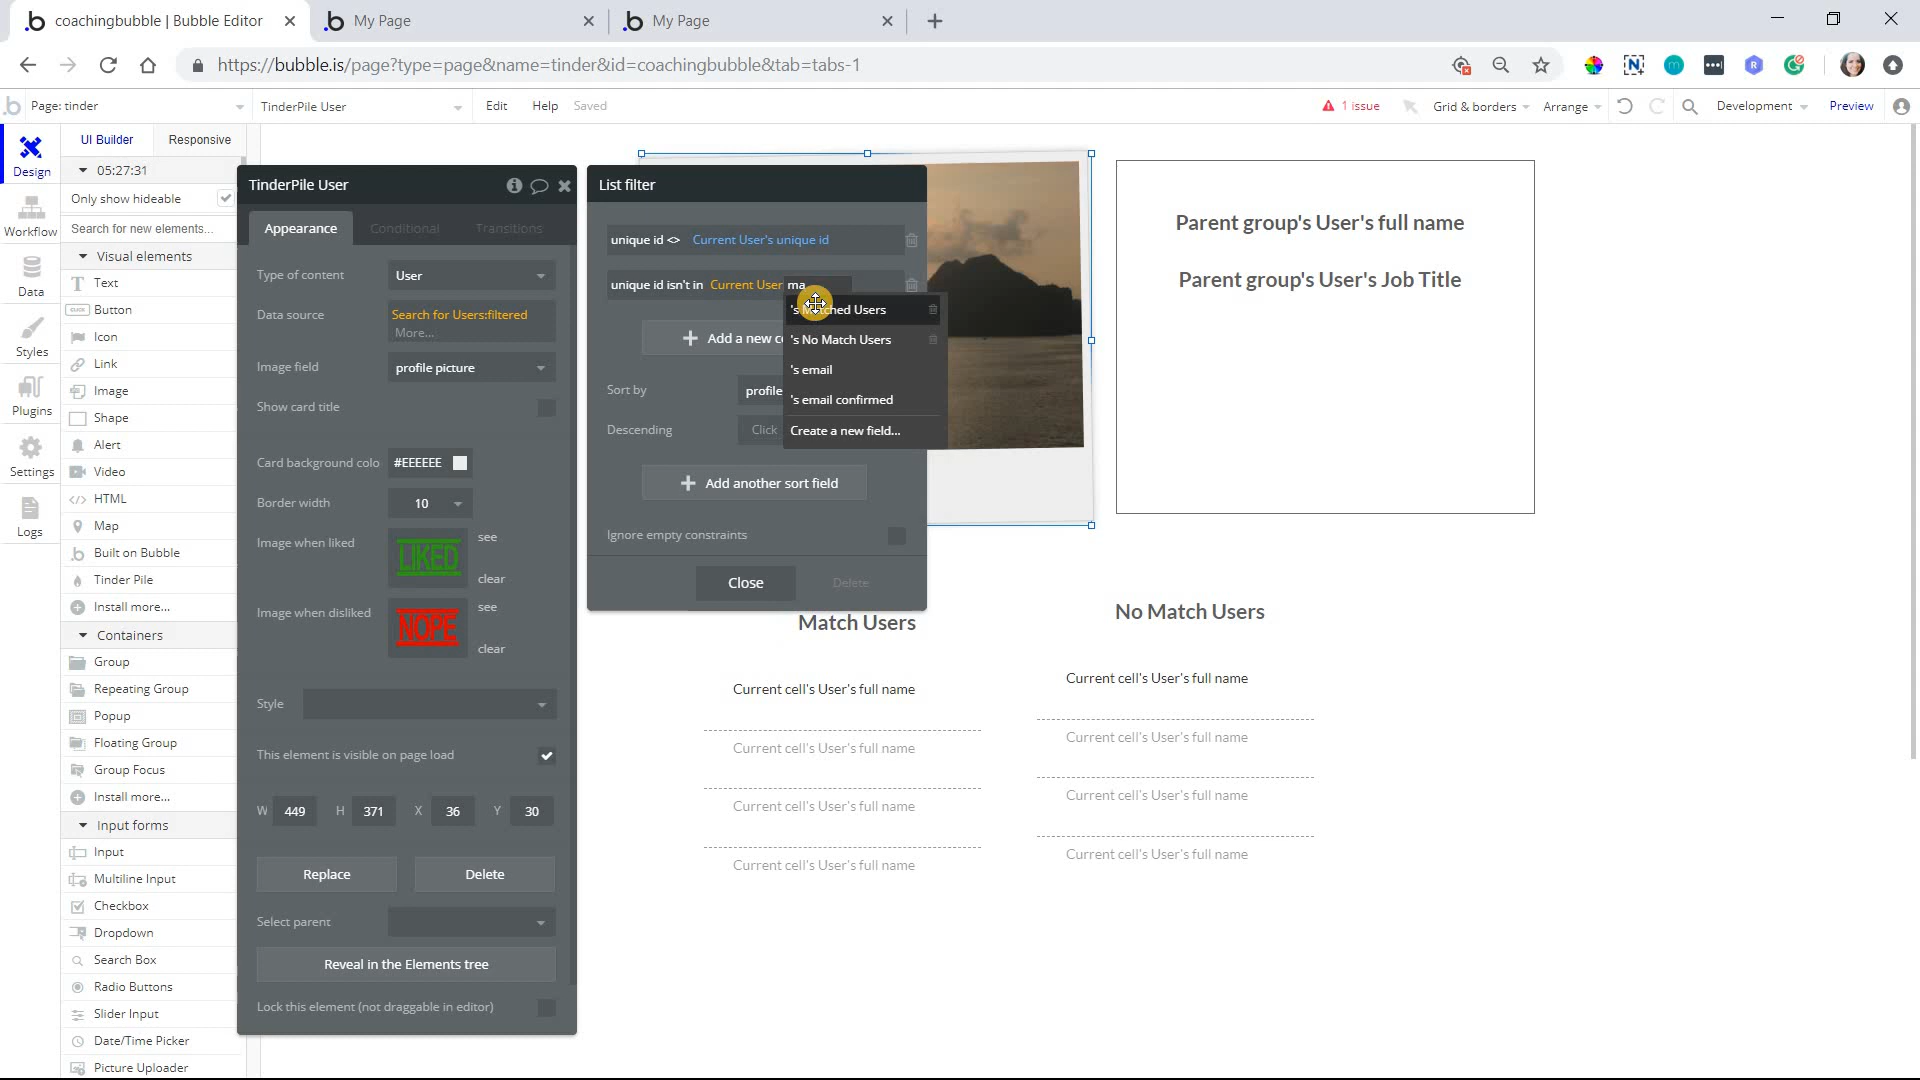 coachingbubble | Bubble Editor
My Page
My Page
https://bubble.is/page?type=page&name=tinder&id=coachingbubble&tab=tabs-1
Page: tinder
TinderPile User
Edit
Help
Saved
1 issue
Grid & borders
Arrange
Development
Preview
Design
Workflow
Data
Styles
Plugins
Settings
Logs
UI Builder
Responsive
05:27:31
Only show hideable
Search for new elements...
Visual elements
Text
Button
Icon
Link
Image
Shape
Alert
Video
HTML
Map
Built on Bubble
Tinder Pile
Install more...
Containers
Group
Repeating Group
Popup
Floating Group
Group Focus
Install more...
Input forms
Input
Multiline Input
Checkbox
Dropdown
Search Box
Radio Buttons
Slider Input
Date/Time Picker
Picture Uploader
TinderPile User
Appearance
Conditional
Transitions
Type of content
User
Data source
Search for Users:filtered
More...
Image field
profile picture
Show card title
Card background colo
#EEEEEE
Border width
10
Image when liked
LIKED
see
clear
Image when disliked
NOPE
see
clear
Style
This element is visible on page load
W 449 H 371 X 36 Y 30
Replace
Delete
Select parent
Reveal in the Elements tree
Lock this element (not draggable in editor)
List filter
unique id <> Current User's unique id
unique id isn't in Current User ma
's Matched Users
's No Match Users
's email
's email confirmed
Create a new field...
Add a new co
Sort by
profile
Descending
Click
Add another sort field
Ignore empty constraints
Close
Delete
Parent group's User's full name
Parent group's User's Job Title
Match Users
Current cell's User's full name
Current cell's User's full name
Current cell's User's full name
Current cell's User's full name
No Match Users
Current cell's User's full name
Current cell's User's full name
Current cell's User's full name
Current cell's User's full name